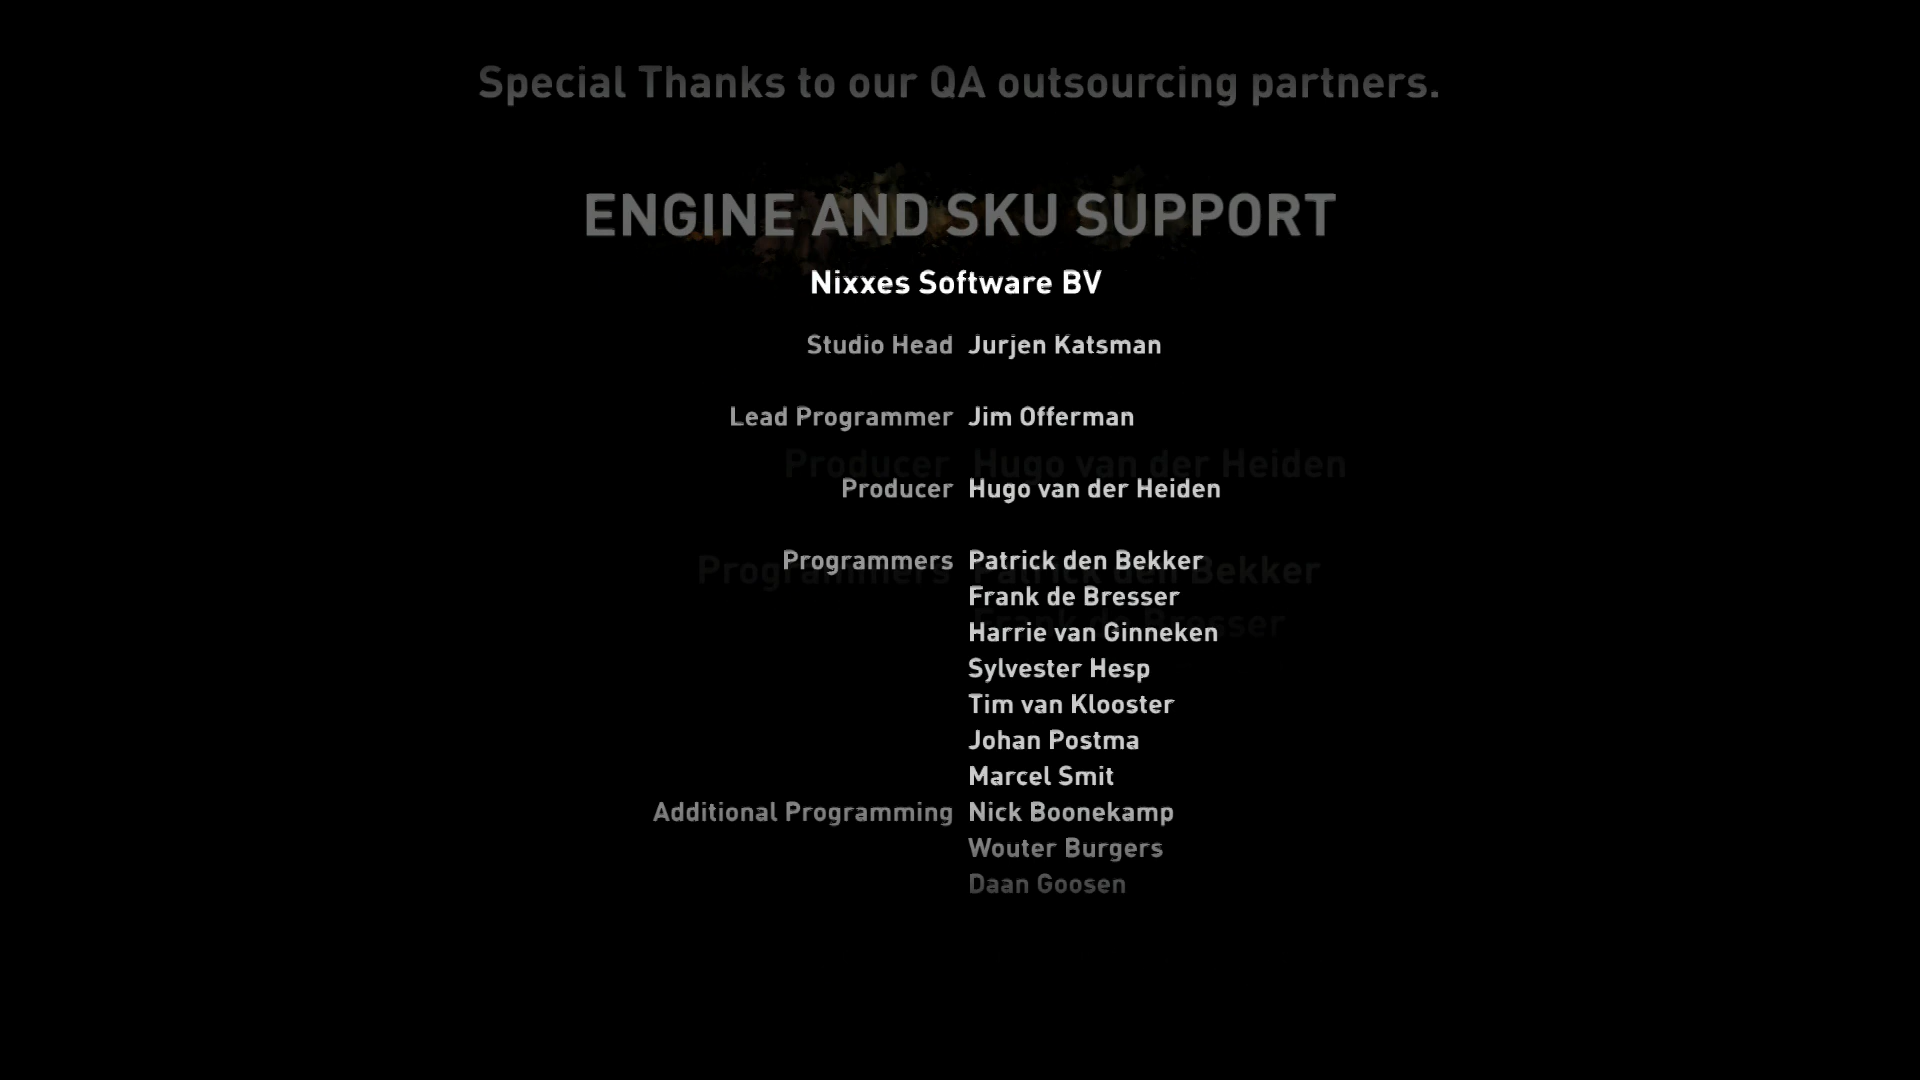 Special Thanks to our QA outsourcing partners.
ENGINE AND SKU SUPPORT
Nixxes Software BV
Studio Head Jurjen Katsman
Lead Programmer Jim Offerman
Producer Hugo van der Heiden
Producer Hugo van der Heiden
Programmers Patrick den Bekker
Programmers Patrick den Bekker
Frank de Bresser
Frank de Bresser
Harrie van Ginneken
Sylvester Hesp
Tim van Klooster
Johan Postma
Marcel Smit
Additional Programming Nick Boonekamp
Wouter Burgers
Daan Goosen